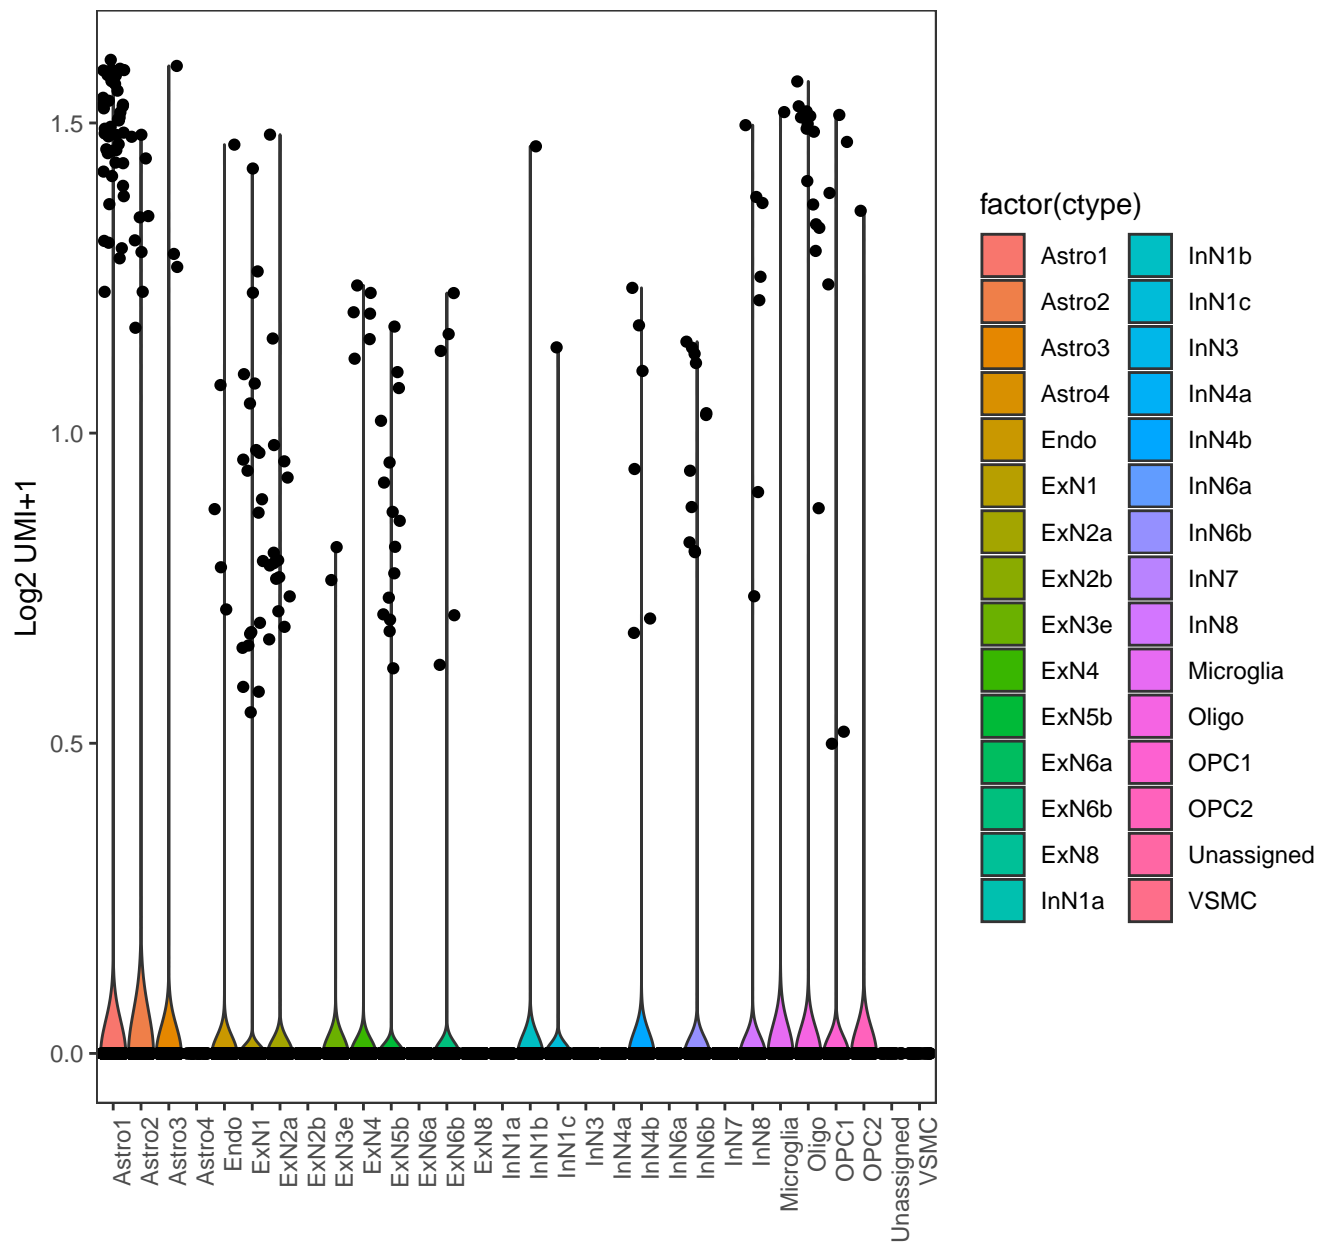 Log2 UMI+1
1.5
1.0
0.5
0.0
Astro1
Astro2
Astro3
Astro4
Endo
ExN1
ExN2a
ExN2b
ExN3e
ExN4
ExN5b
ExN6a
ExN6b
ExN8
InN1a
InN1b
InN1c
InN3
InN4a
InN4b
InN6a
InN6b
InN7
InN8
Microglia
Oligo
OPC1
OPC2
Unassigned
VSMC
factor(ctype)
Astro1
Astro2
Astro3
Astro4
Endo
ExN1
ExN2a
ExN2b
ExN3e
ExN4
ExN5b
ExN6a
ExN6b
ExN8
InN1a
InN1b
InN1c
InN3
InN4a
InN4b
InN6a
InN6b
InN7
InN8
Microglia
Oligo
OPC1
OPC2
Unassigned
VSMC